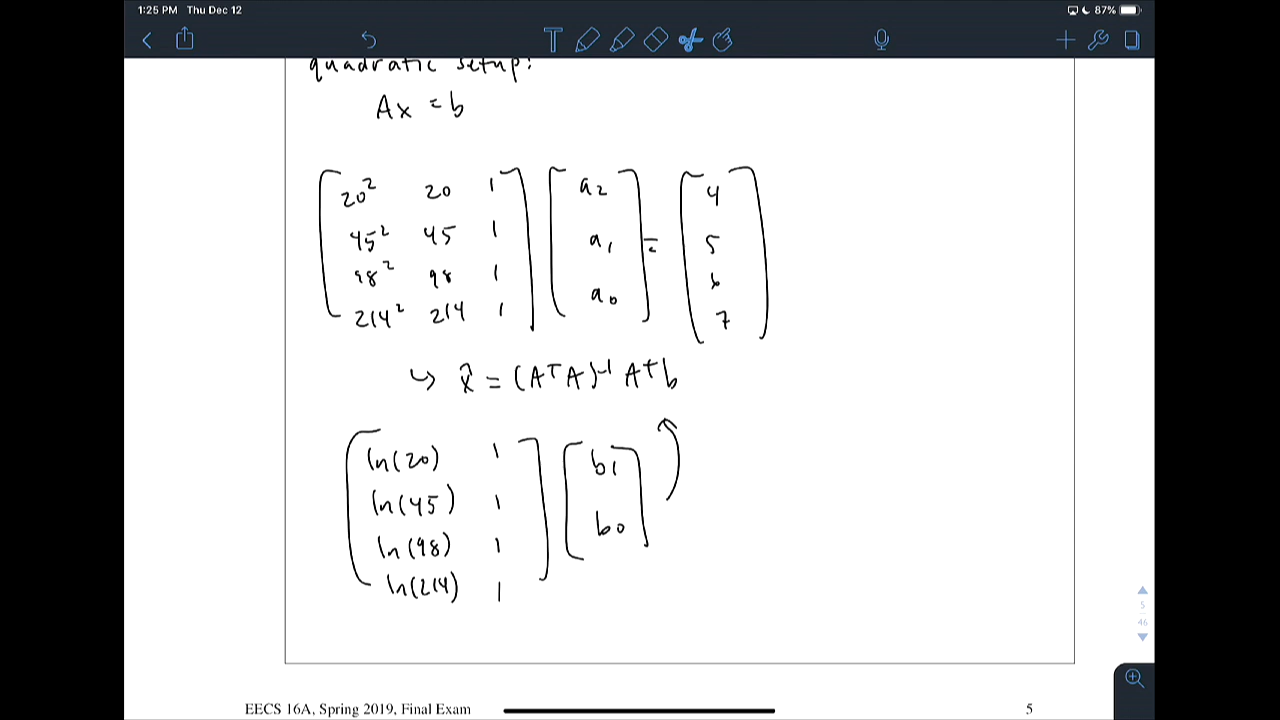 1:25 PM Thu Dec 12 87%
quadratic setup:
Ax = b
20² 20 1 a₂ 4
45² 45 1 a₁ = 5
98² 98 1 a₀ 6
214² 214 1 7
↳ x̂ = (AᵀA)⁻¹ Aᵀb
ln(20) 1 b₁
ln(45) 1
ln(98) 1 b₀
ln(214) 1
5
46
EECS 16A, Spring 2019, Final Exam 5